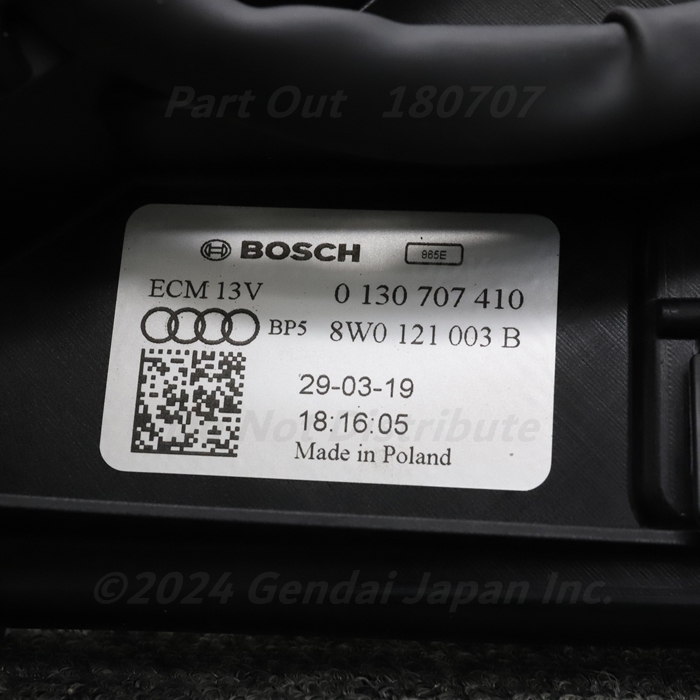 Part Out 180707
BOSCH 865E
ECM 13V 0 130 707 410
BP5 8W0 121 003 B
29-03-19
18:16:05
Do Not Distribute
Made in Poland
©2024 Gendai Japan Inc.